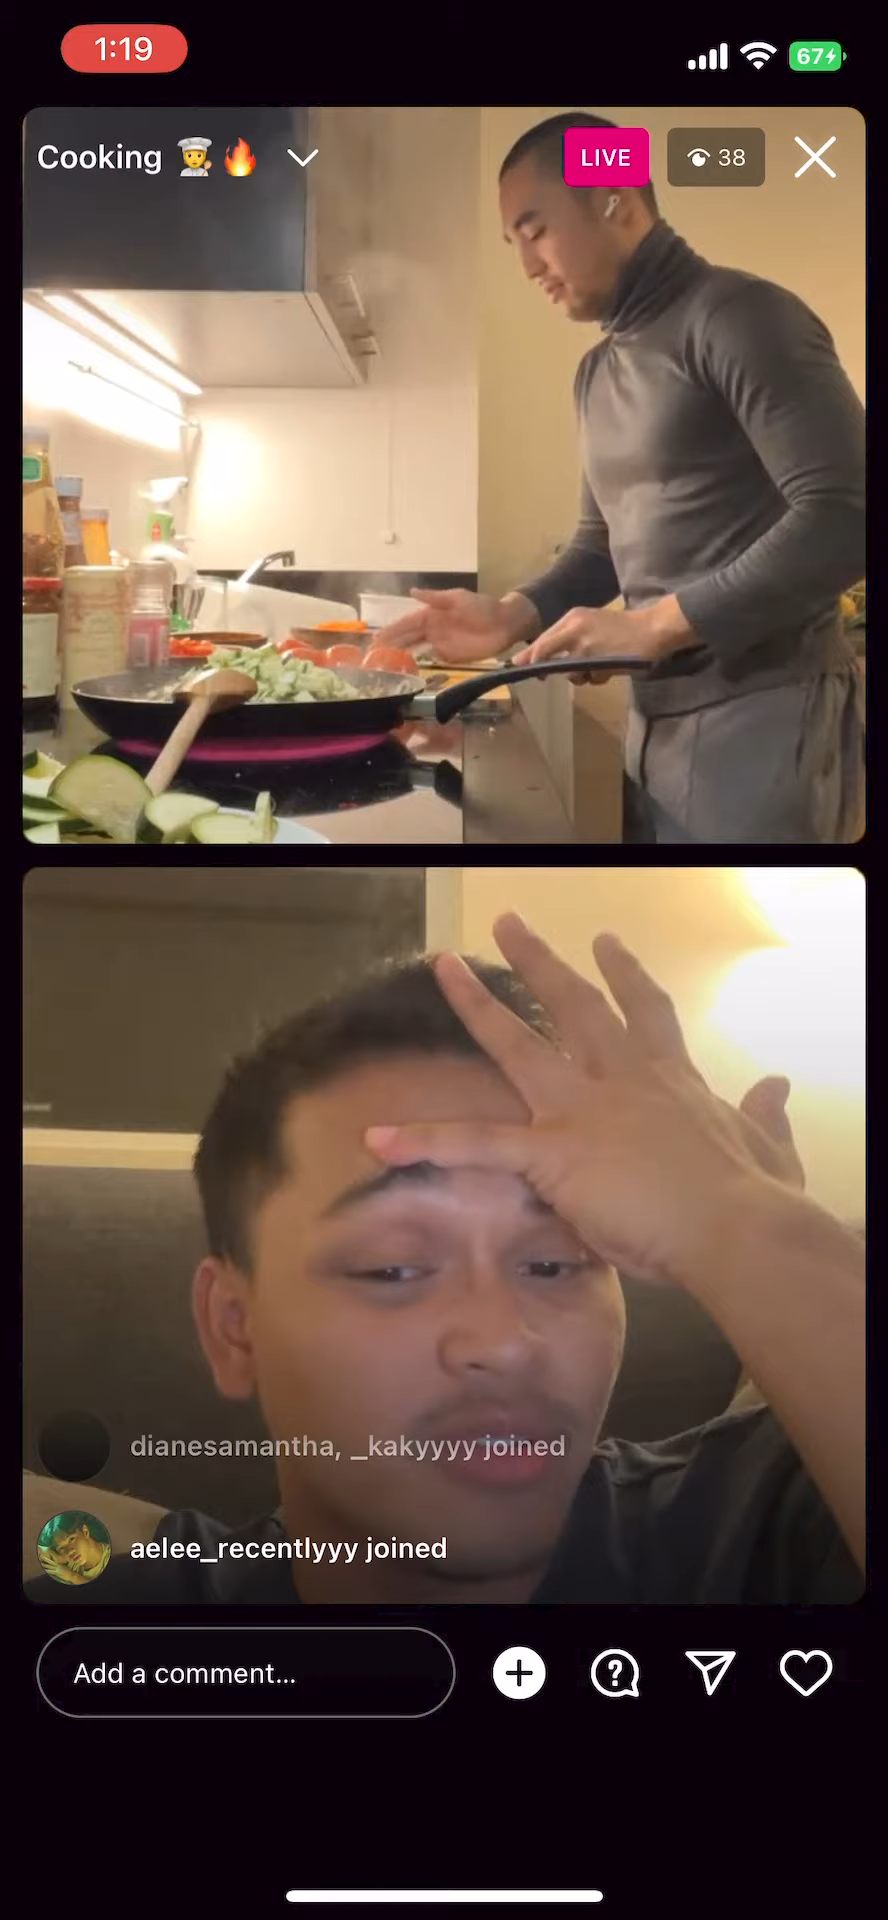 1:19
67
Cooking 🧑‍🍳🔥
LIVE
38
dianesamantha, _kakyyyy joined
aelee_recentlyyy joined
Add a comment...